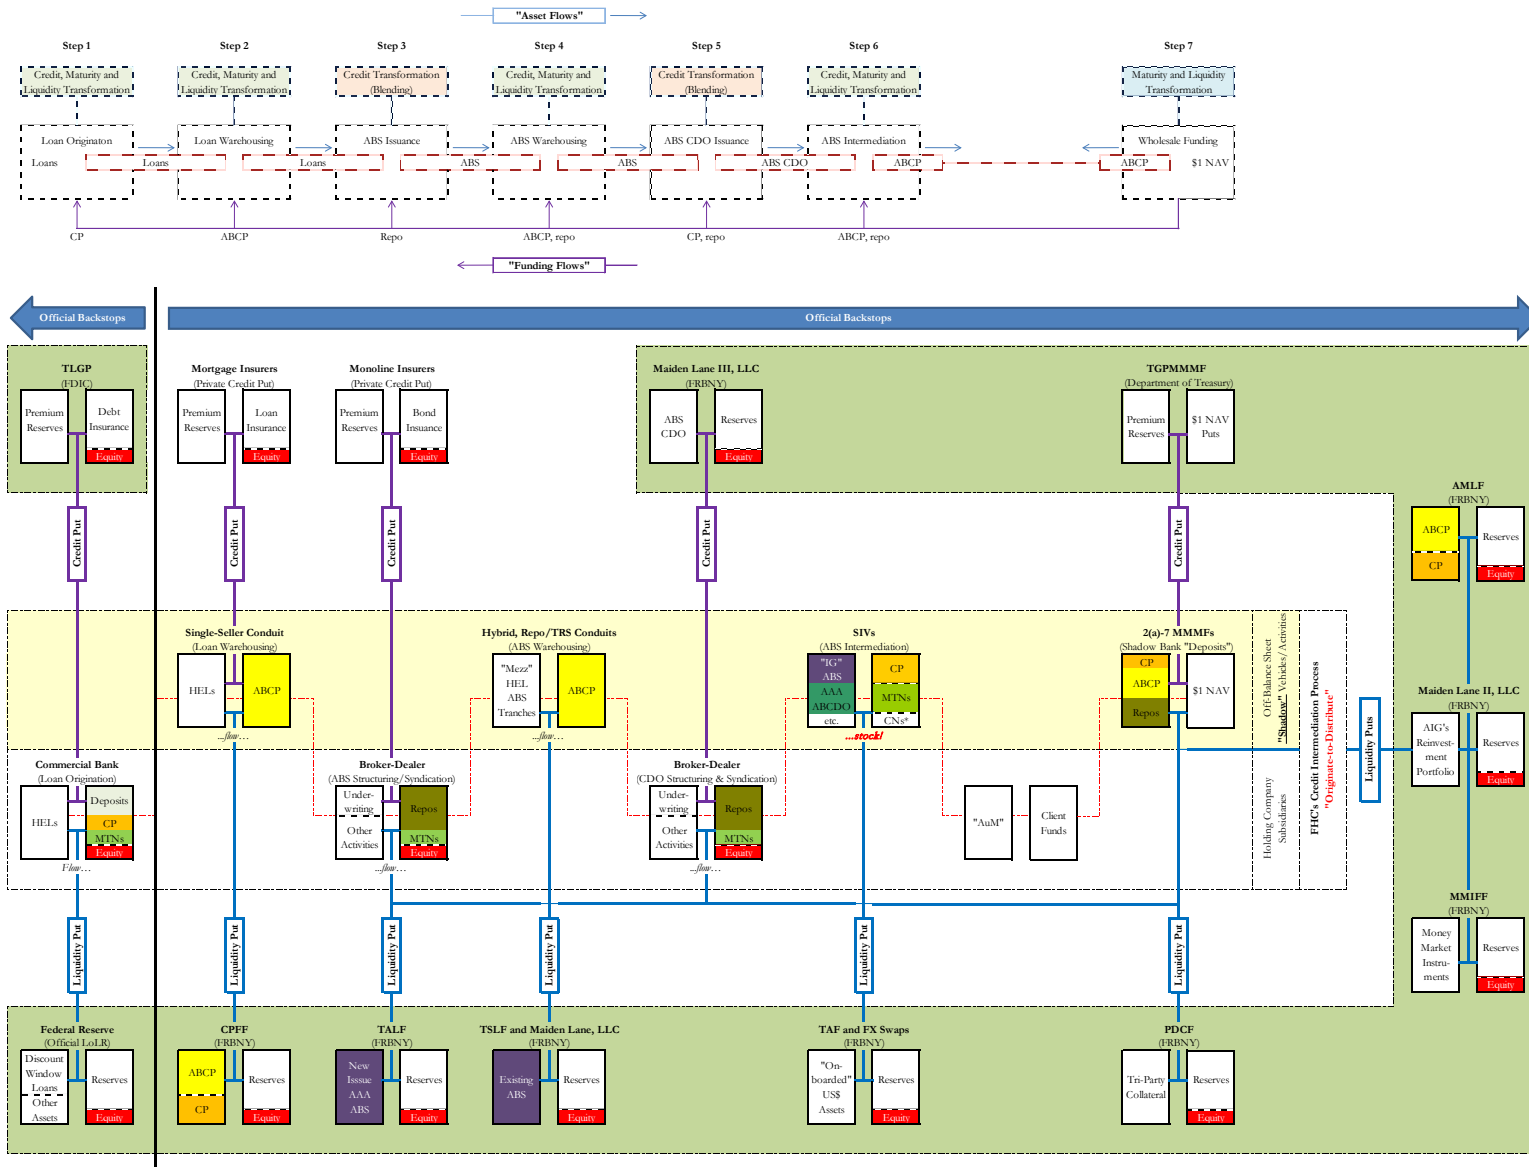 "Asset Flows"
Step 1
Step 2
Step 3
Step 4
Step 5
Step 6
Step 7
Credit, Maturity and
Liquidity Transformation
Credit, Maturity and
Liquidity Transformation
Credit Transformation
(Blending)
Credit, Maturity and
Liquidity Transformation
Credit Transformation
(Blending)
Credit, Maturity and
Liquidity Transformation
Maturity and Liquidity
Transformation
Loan Originaton
Loan Warehousing
ABS Issuance
ABS Warehousing
ABS CDO Issuance
ABS Intermediation
Wholesale Funding
Loans
Loans
Loans
ABS
ABS
ABS CDO
ABCP
ABCP
$1 NAV
CP
ABCP
Repo
ABCP, repo
CP, repo
ABCP, repo
"Funding Flows"
Official Backstops
Official Backstops
TLGP
(FDIC)
Premium
Reserves
Debt
Insurance
Equity
Mortgage Insurers
(Private Credit Put)
Premium
Reserves
Loan
Insurance
Equity
Monoline Insurers
(Private Credit Put)
Premium
Reserves
Bond
Insuance
Equity
Maiden Lane III, LLC
(FRBNY)
ABS
CDO
Reserves
Equity
TGPMMMF
(Department of Treasury)
Premium
Reserves
$1 NAV
Puts
AMLF
(FRBNY)
ABCP
CP
Reserves
Equity
Credit Put
Credit Put
Credit Put
Credit Put
Credit Put
Single-Seller Conduit
(Loan Warehousing)
HELs
ABCP
...flow…
Hybrid, Repo/TRS Conduits
(ABS Warehousing)
"Mezz"
HEL
ABS
Tranches
ABCP
...flow…
SIVs
(ABS Intermediation)
"IG"
ABS
AAA
ABCDO
etc.
CP
MTNs
CNs*
...stock!
2(a)-7 MMMFs
(Shadow Bank "Deposits")
CP
ABCP
Repos
$1 NAV
Off-Balance Sheet
"Shadow" Vehicles/Activities
Holding Company
Subsidiaries
FHC's Credit Intermediation Process
"Originate-to-Distribute"
Liquidity Puts
Maiden Lane II, LLC
(FRBNY)
AIG's
Reinvest-
ment
Portfolio
Reserves
Equity
Commercial Bank
(Loan Origination)
HELs
Deposits
CP
MTNs
Equity
Flow…
Broker-Dealer
(ABS Structuring/Syndication)
Under-
writing
Other
Activities
Repos
MTNs
Equity
...flow…
Broker-Dealer
(CDO Structuring & Syndication)
Under-
writing
Other
Activities
Repos
MTNs
Equity
...flow…
"AuM"
Client
Funds
MMIFF
(FRBNY)
Money
Market
Instru-
ments
Reserves
Equity
Liquidity Put
Liquidity Put
Liquidity Put
Liquidity Put
Liquidity Put
Liquidity Put
Federal Reserve
(Official LoLR)
Discount
Window
Loans
Other
Assets
Reserves
Equity
CPFF
(FRBNY)
ABCP
CP
Reserves
Equity
TALF
(FRBNY)
New
Isssue
AAA
ABS
Reserves
Equity
TSLF and Maiden Lane, LLC
(FRBNY)
Existing
ABS
Reserves
Equity
TAF and FX Swaps
(FRBNY)
"On-
boarded"
US$
Assets
Reserves
Equity
PDCF
(FRBNY)
Tri-Party
Collateral
Reserves
Equity